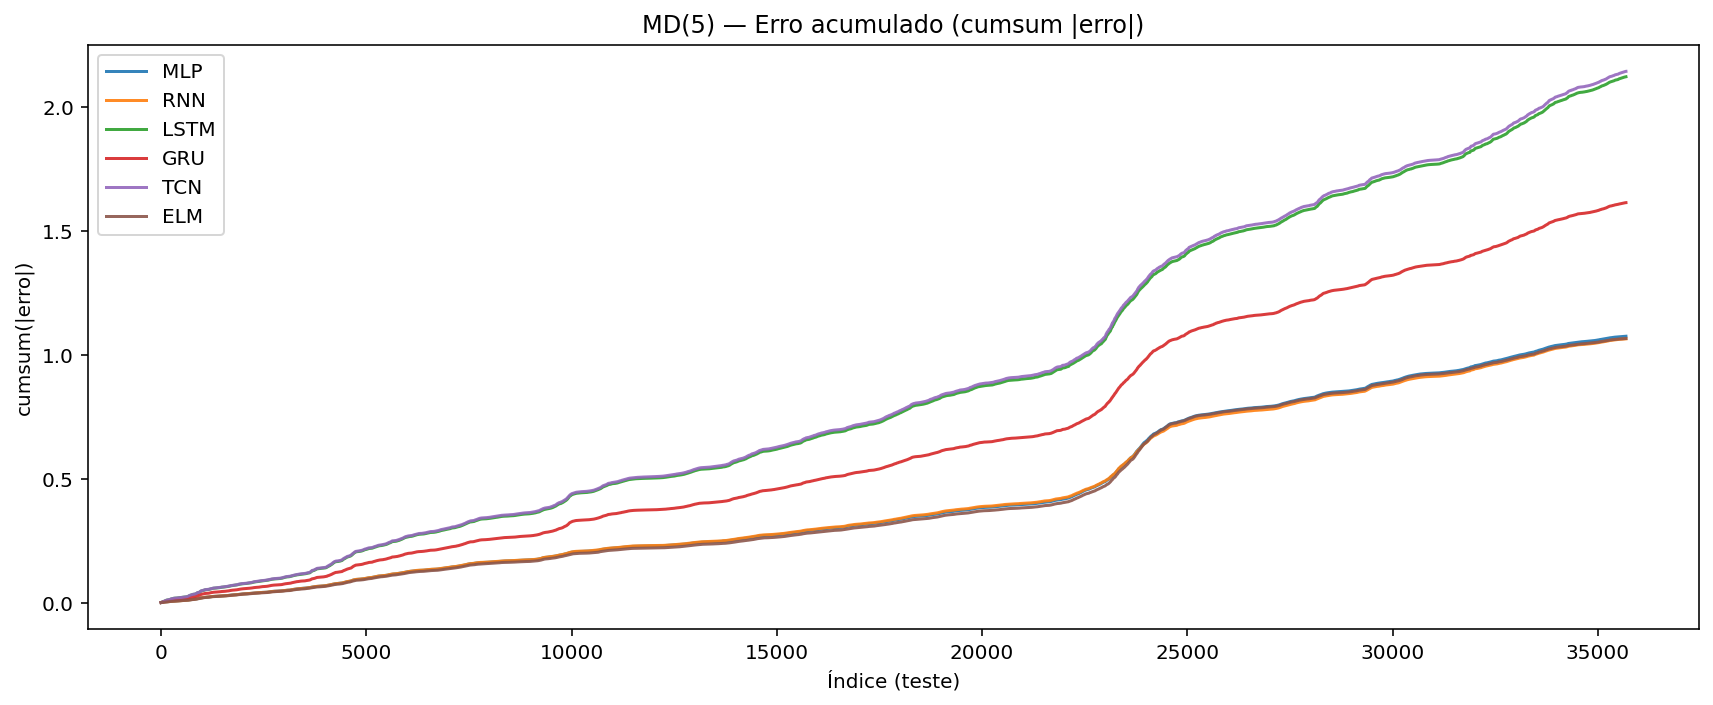 MD(5) — Erro acumulado (cumsum |erro|)
MLP
RNN
LSTM
GRU
TCN
ELM
cumsum(|erro|)
2.0
1.5
1.0
0.5
0.0
0 5000 10000 15000 20000 25000 30000 35000
Índice (teste)